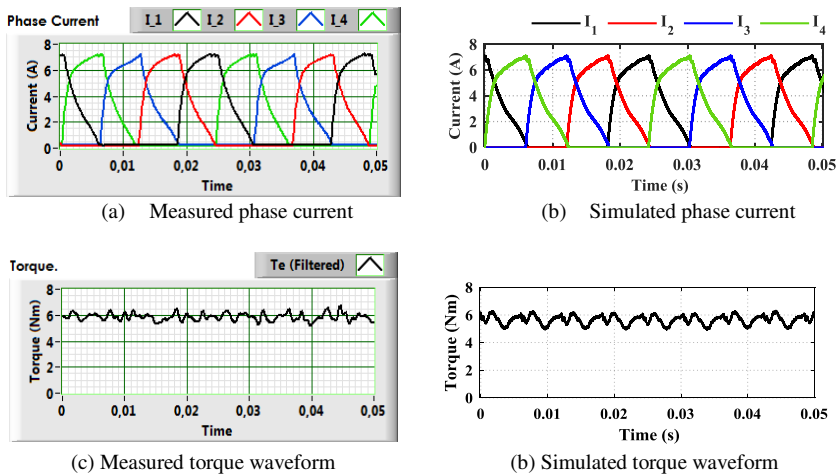 Phase Current
I_1 I_2 I_3 I_4
8
6
4
2
0
Current (A)
0 0,01 0,02 0,03 0,04 0,05
Time
(a) Measured phase current
I1 I2 I3 I4
8
6
4
2
0
Current (A)
0 0.01 0.02 0.03 0.04 0.05
Time (s)
(b) Simulated phase current
Torque.
Te (Filtered)
8
6
4
2
0
Torque (Nm)
0 0,01 0,02 0,03 0,04 0,05
Time
(c) Measured torque waveform
8
6
4
2
0
Torque (Nm)
0 0.01 0.02 0.03 0.04 0.05
Time (s)
(b) Simulated torque waveform